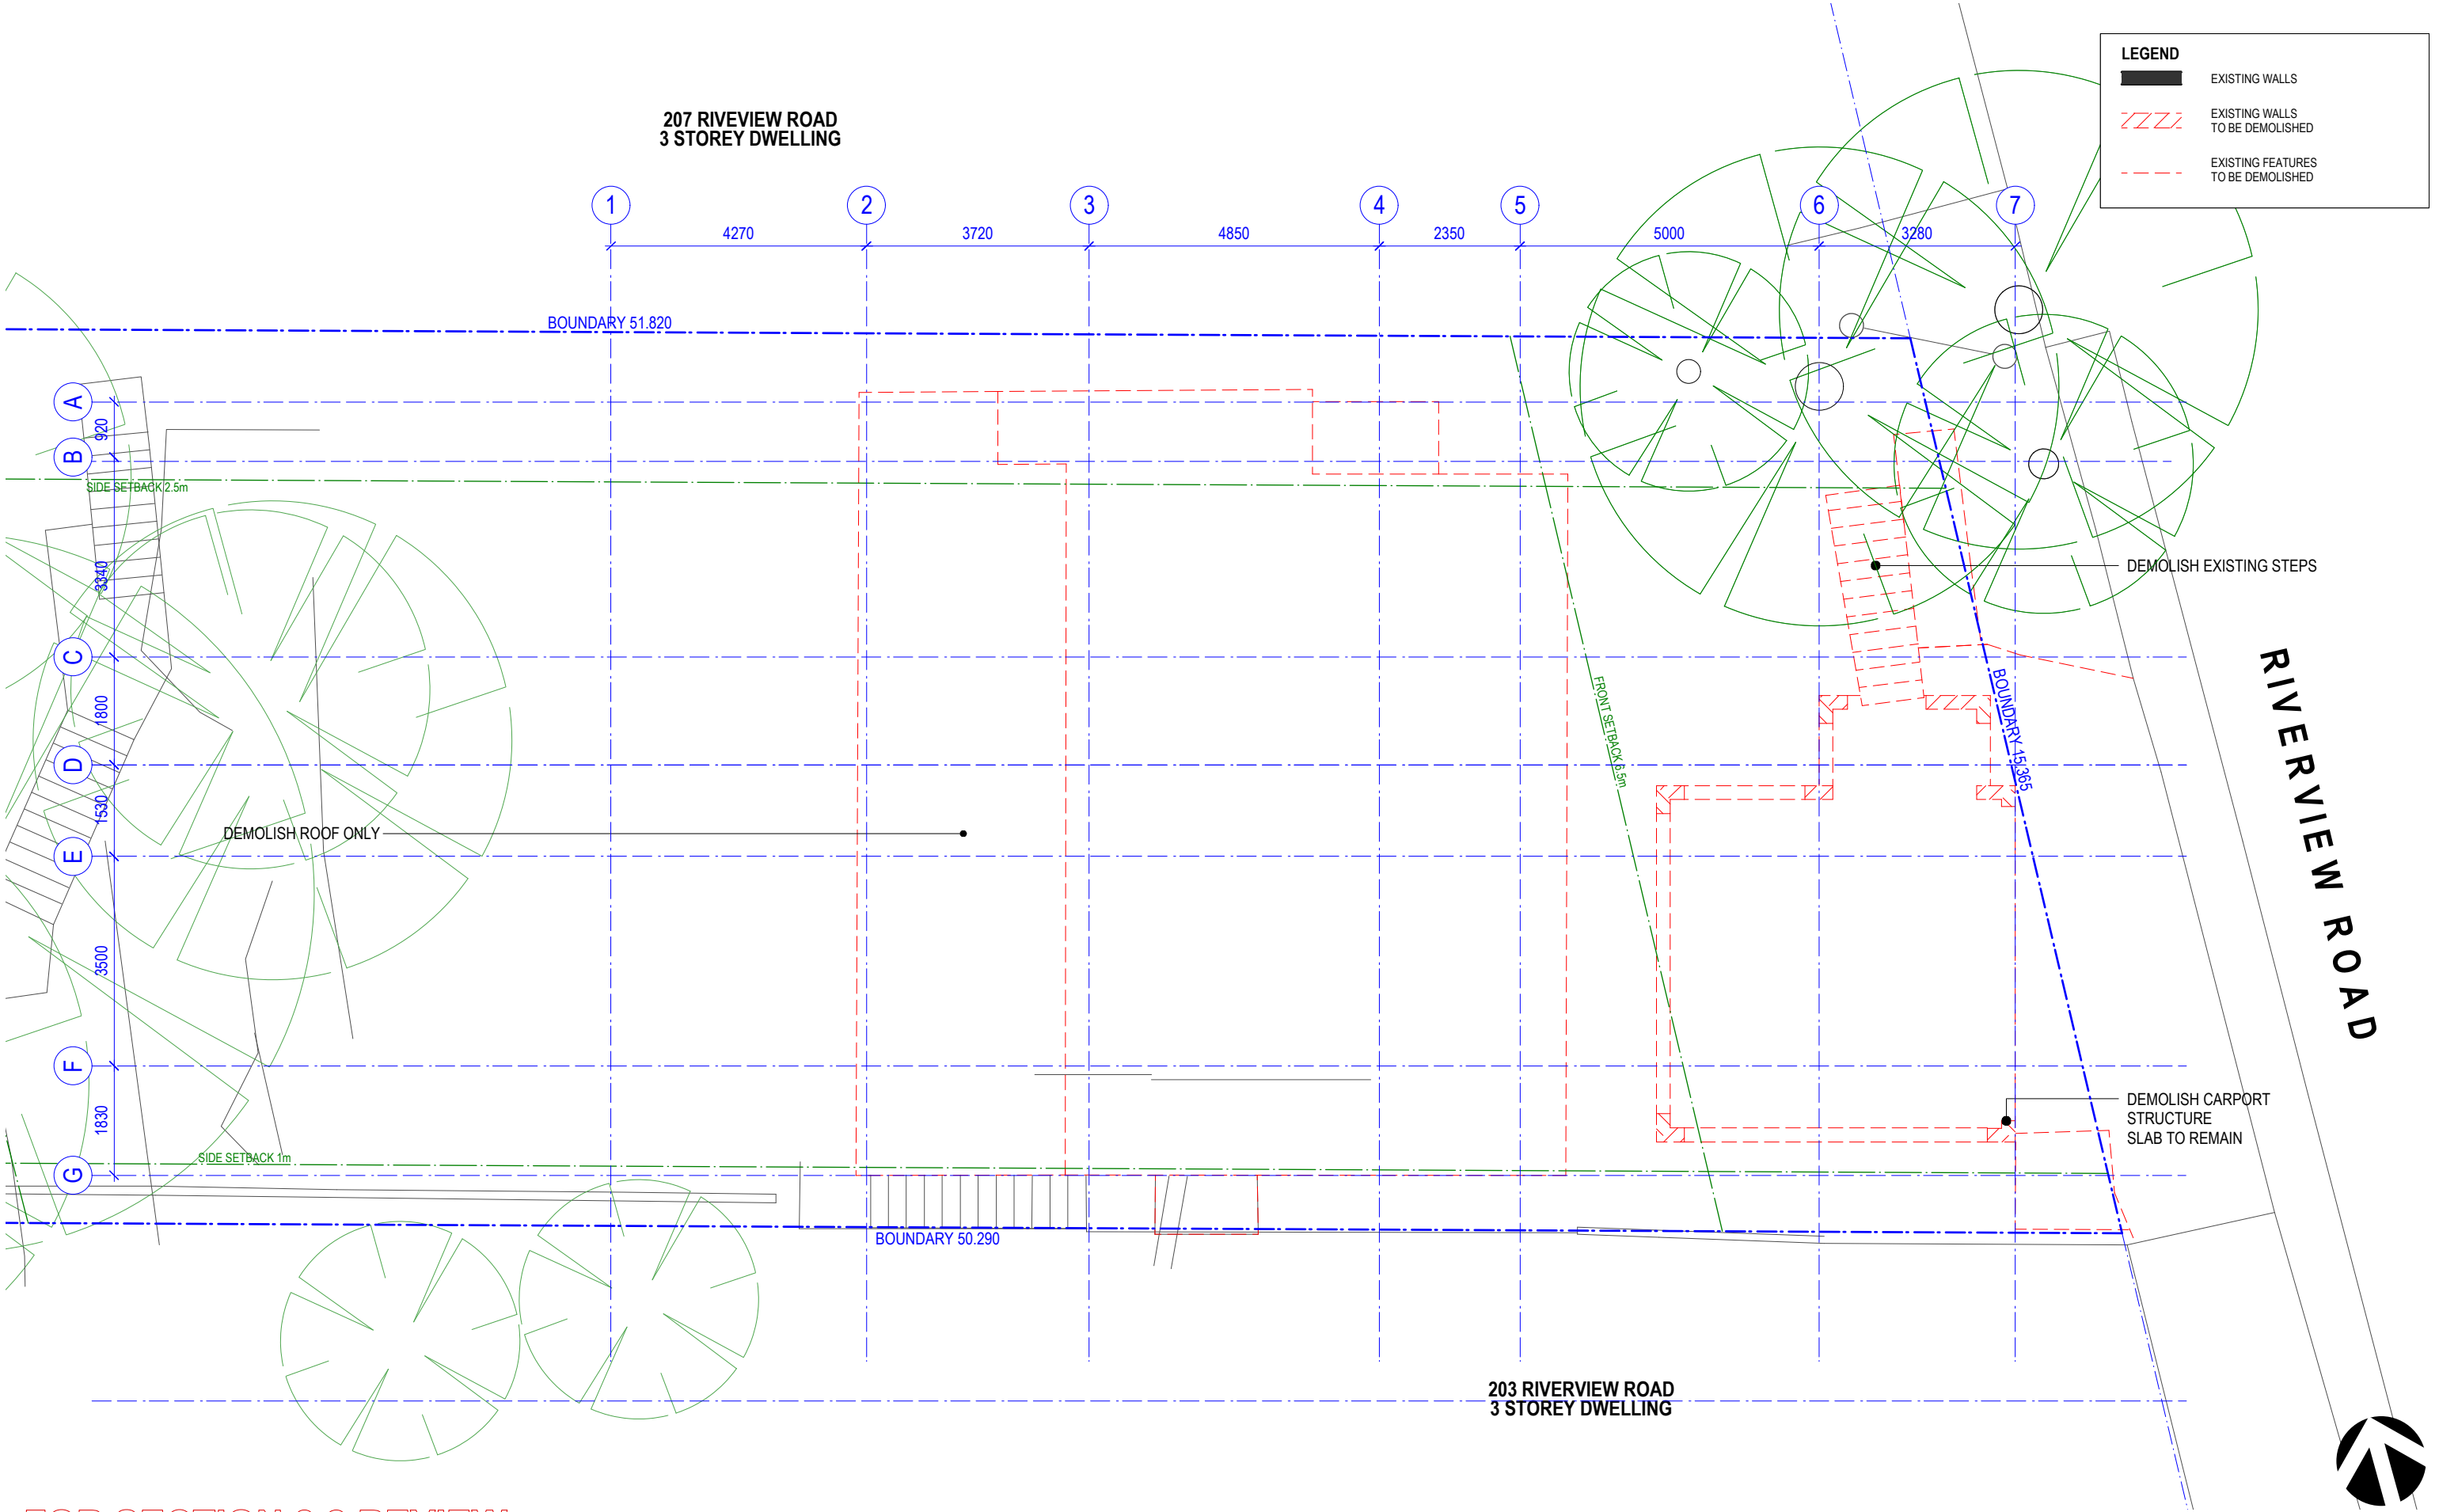 LEGEND
EXISTING WALLS
EXISTING WALLS
TO BE DEMOLISHED
EXISTING FEATURES
TO BE DEMOLISHED
207 RIVEVIEW ROAD
3 STOREY DWELLING
1
2
3
4
5
6
7
4270
3720
4850
2350
5000
3280
BOUNDARY 51.820
A
920
B
SIDE SETBACK 2.5m
3340
C
1800
D
1530
E
3500
F
1830
G
DEMOLISH EXISTING STEPS
FRONT SETBACK 6.5m
BOUNDARY 15.365
RIVERVIEW ROAD
DEMOLISH ROOF ONLY
DEMOLISH CARPORT
STRUCTURE
SLAB TO REMAIN
SIDE SETBACK 1m
BOUNDARY 50.290
203 RIVERVIEW ROAD
3 STOREY DWELLING